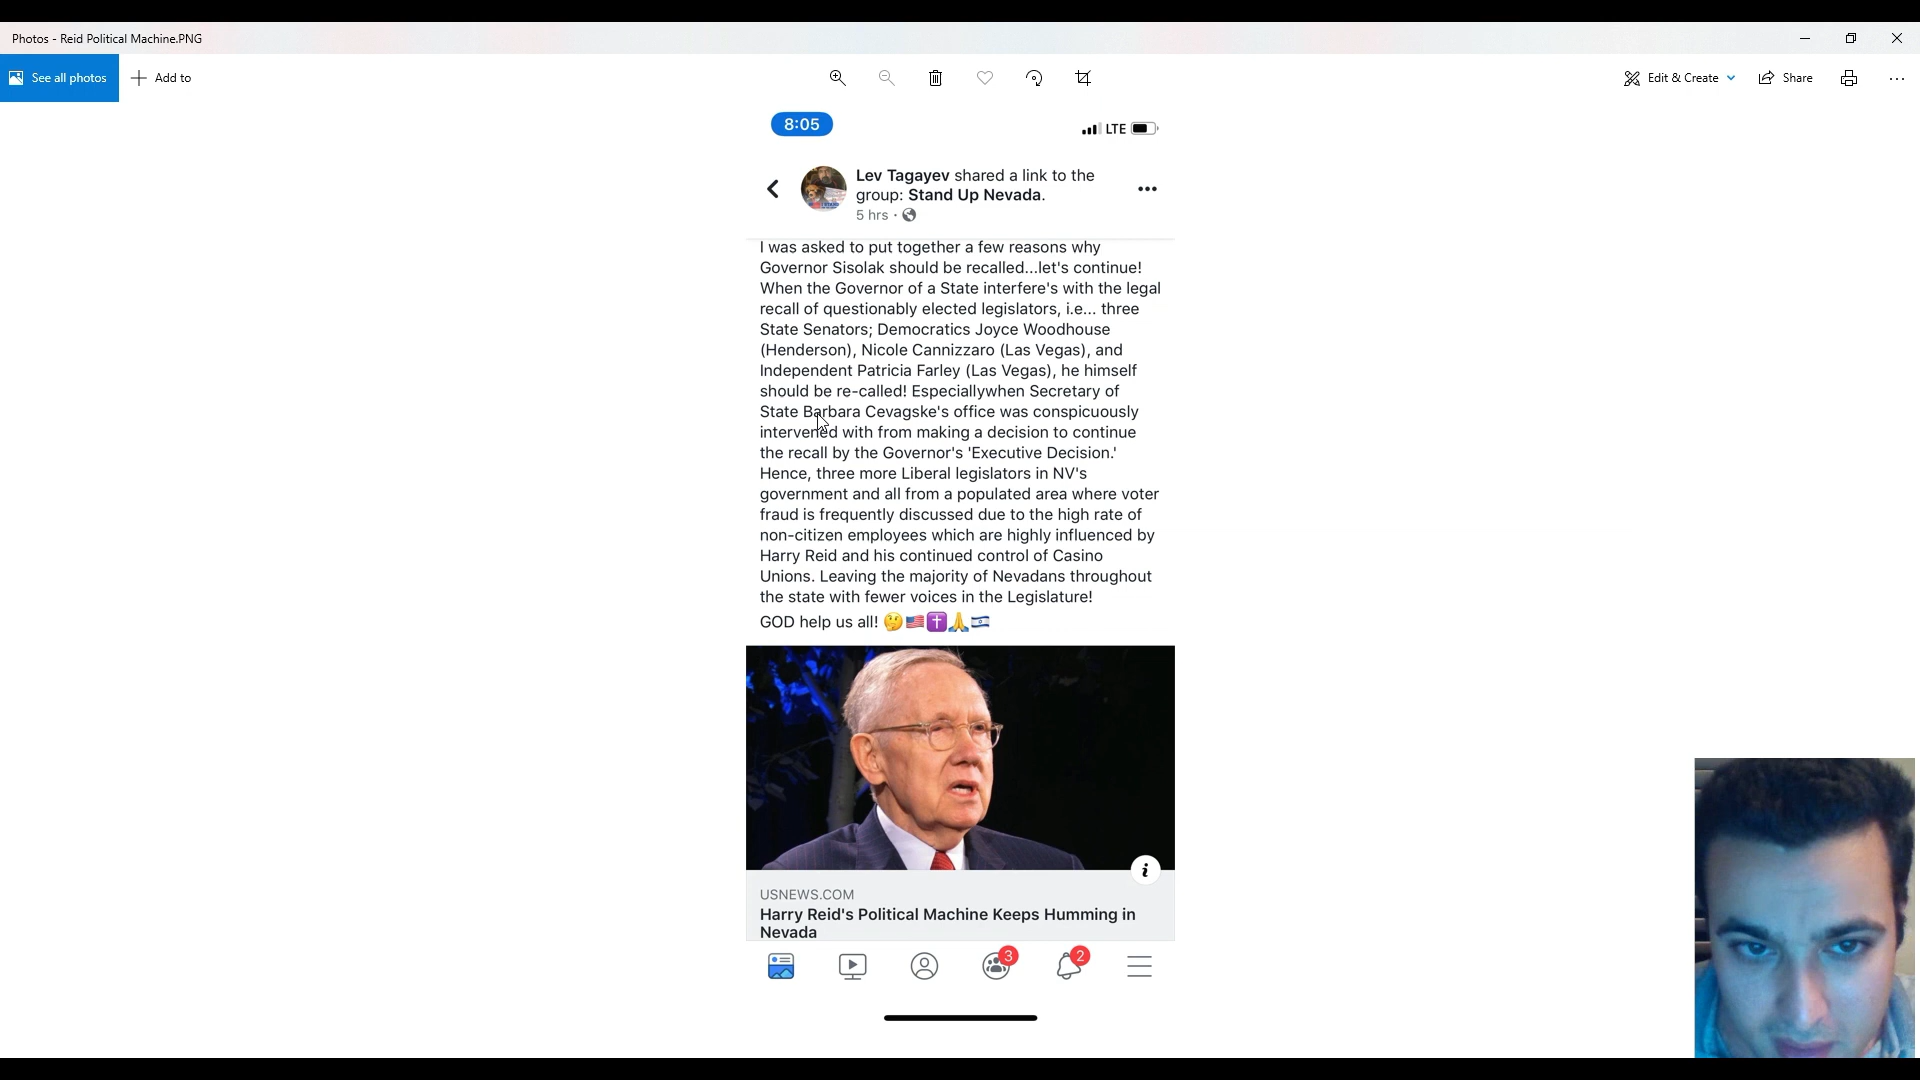 Photos - Reid Political Machine.PNG
See all photos
Add to
Edit & Create
Share
8:05
LTE
Lev Tagayev shared a link to the
group: Stand Up Nevada.
5 hrs ·
I was asked to put together a few reasons why
Governor Sisolak should be recalled...let's continue!
When the Governor of a State interfere's with the legal
recall of questionably elected legislators, i.e... three
State Senators; Democratics Joyce Woodhouse
(Henderson), Nicole Cannizzaro (Las Vegas), and
Independent Patricia Farley (Las Vegas), he himself
should be re-called! Especiallywhen Secretary of
State Barbara Cevagske's office was conspicuously
intervened with from making a decision to continue
the recall by the Governor's 'Executive Decision.'
Hence, three more Liberal legislators in NV's
government and all from a populated area where voter
fraud is frequently discussed due to the high rate of
non-citizen employees which are highly influenced by
Harry Reid and his continued control of Casino
Unions. Leaving the majority of Nevadans throughout
the state with fewer voices in the Legislature!
GOD help us all! 🤔🇺🇸✝️🙏🇮🇱
i
USNEWS.COM
Harry Reid's Political Machine Keeps Humming in
Nevada
3
2